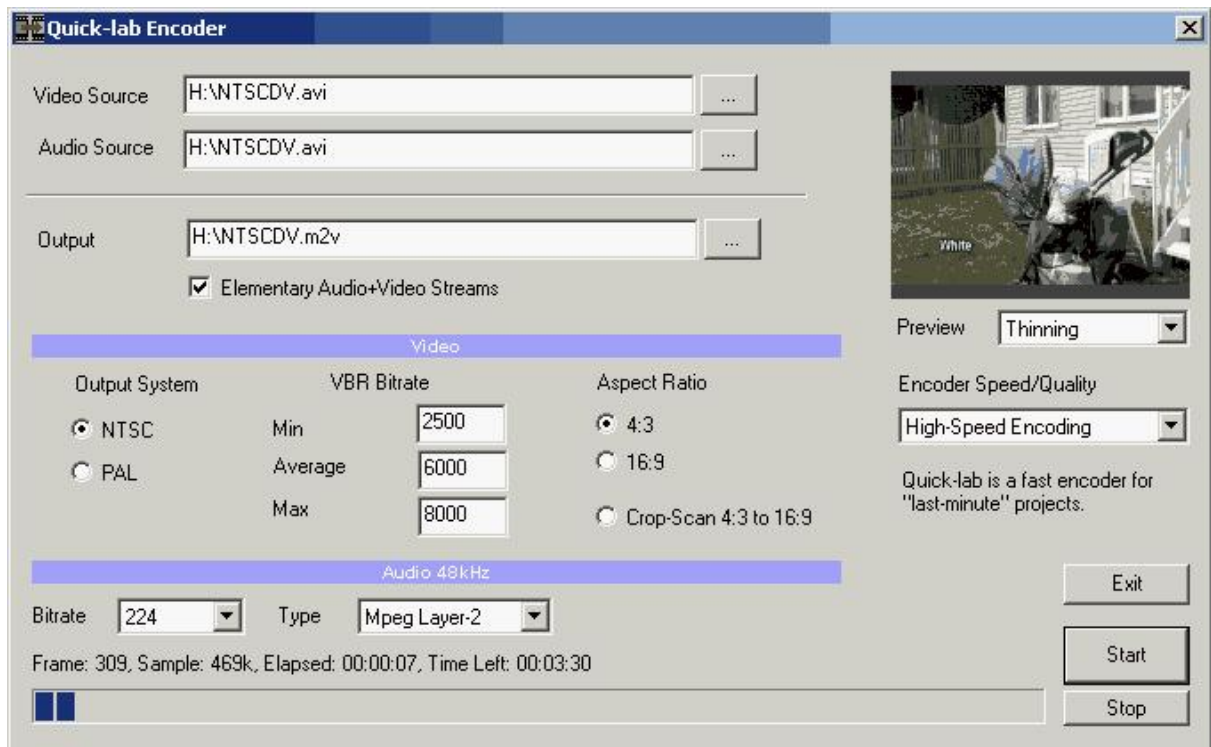 Quick-lab Encoder
Video Source H:\NTSCDV.avi ...
Audio Source H:\NTSCDV.avi ...
Output H:\NTSCDV.m2v ...
Elementary Audio+Video Streams
White
Preview Thinning
Video
Output System VBR Bitrate Aspect Ratio
NTSC Min 2500 4:3
PAL Average 6000 16:9
Max 8000 Crop-Scan 4:3 to 16:9
Encoder Speed/Quality
High-Speed Encoding
Quick-lab is a fast encoder for
"last-minute" projects.
Audio 48kHz
Bitrate 224 Type Mpeg Layer-2
Frame: 309, Sample: 469k, Elapsed: 00:00:07, Time Left: 00:03:30
Exit
Start
Stop